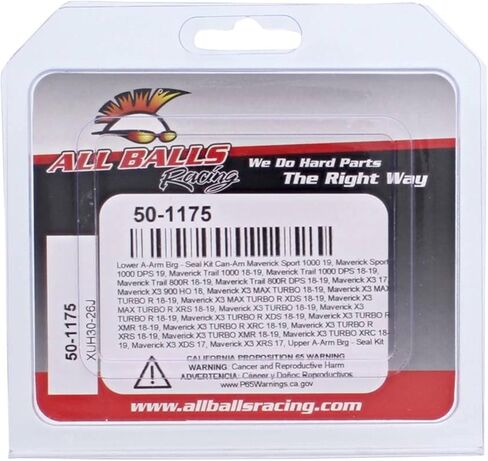 ALL BALLS
Racing
We Do Hard Parts
The Right Way
50-1175
Lower A-Arm Brg - Seal Kit Can-Am Maverick Sport 1000 19, Maverick Sport
1000 DPS 19, Maverick Trail 1000 18-19, Maverick Trail 1000 DPS 18-19,
Maverick Trail 800R 18-19, Maverick Trail 800R DPS 18-19, Maverick X3 17,
Maverick X3 900 HO 18, Maverick X3 MAX TURBO 18-19, Maverick X3 MAX
TURBO R 18-19, Maverick X3 MAX TURBO R XDS 18-19, Maverick X3 MAX
TURBO R XRS 18-19, Maverick X3 TURBO 18-19, Maverick X3 TURBO R
18-19, Maverick X3 TURBO R XDS 18-19, Maverick X3 TURBO R
XMR 18-19, Maverick X3 TURBO R XRC 18-19, Maverick X3 TURBO R
XRS 18-19, Maverick X3 TURBO XMR 18-19, Maverick X3 TURBO XRC 18-
19, Maverick X3 XDS 17, Maverick X3 XRS 17, Upper A-Arm Brg - Seal Kit
CALIFORNIA PROPOSITION 65 WARNING
WARNING: Cancer and Reproductive Harm
ADVERTENCIA: Cáncer y Daños Reproductivos
www.P65Warnings.ca.gov
50-1175
XUH30-26J
www.allballsracing.com